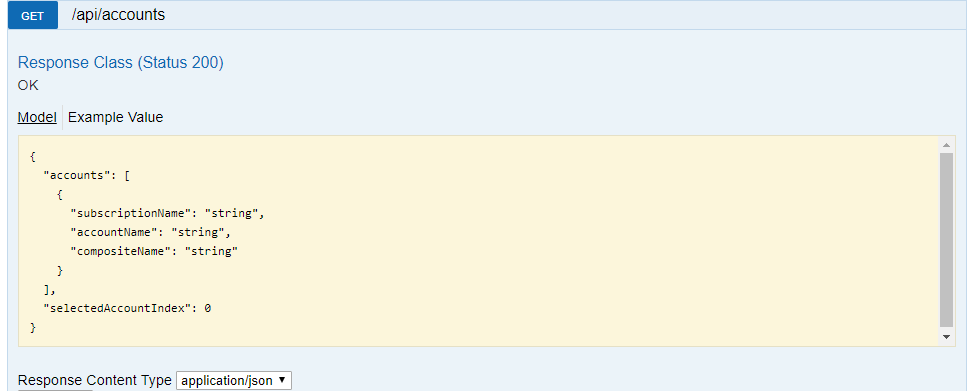 GET /api/accounts
Response Class (Status 200)
OK
Model Example Value
{
"accounts": [
{
"subscriptionName": "string",
"accountName": "string",
"compositeName": "string"
}
],
"selectedAccountIndex": 0
}
Response Content Type application/json